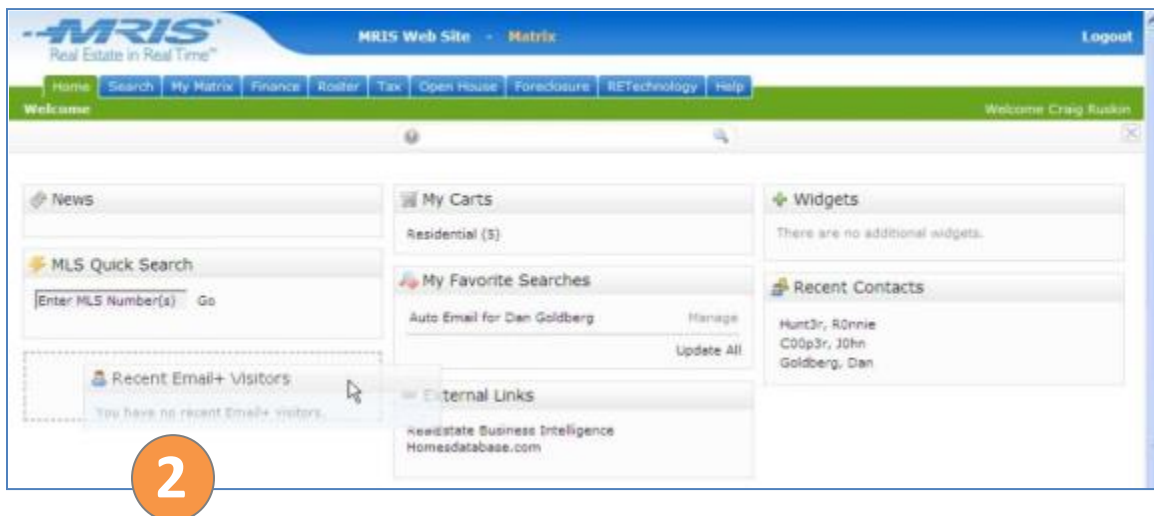 MRIS
Real Estate in Real Time™
MRIS Web Site - Matrix
Logout
Home Search My Matrix Finance Roster Tax Open House Foreclosure RETechnology Help
Welcome
Welcome Craig Ruskin
News
MLS Quick Search
Enter MLS Number(s) Go
Recent Email+ Visitors
You have no recent Email+ visitors.
My Carts
Residential (5)
My Favorite Searches
Auto Email for Dan Goldberg Manage
Update All
External Links
RealEstate Business Intelligence
Homesdatabase.com
Widgets
There are no additional widgets.
Recent Contacts
Hunt3r, R0nnie
C00p3r, J0hn
Goldberg, Dan
2